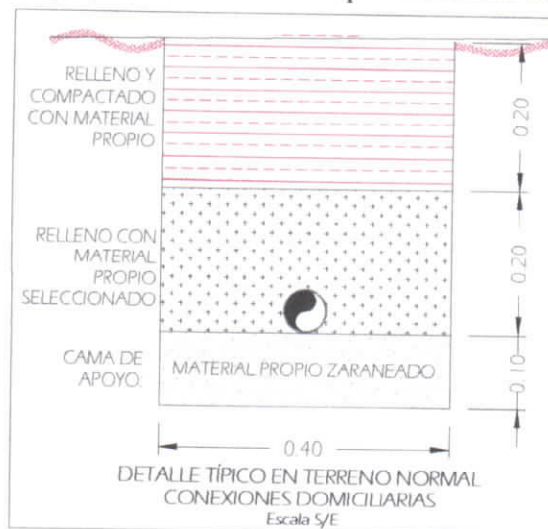 RELLENO Y
COMPACTADO
CON MATERIAL
PROPIO
0.20
RELLENO CON
MATERIAL
PROPIO
SELECCIONADO
0.20
CAMA DE
APOYO:
MATERIAL PROPIO ZARANEADO
0.10
0.40
DETALLE TÍPICO EN TERRENO NORMAL
CONEXIONES DOMICILIARIAS
Escala S/E